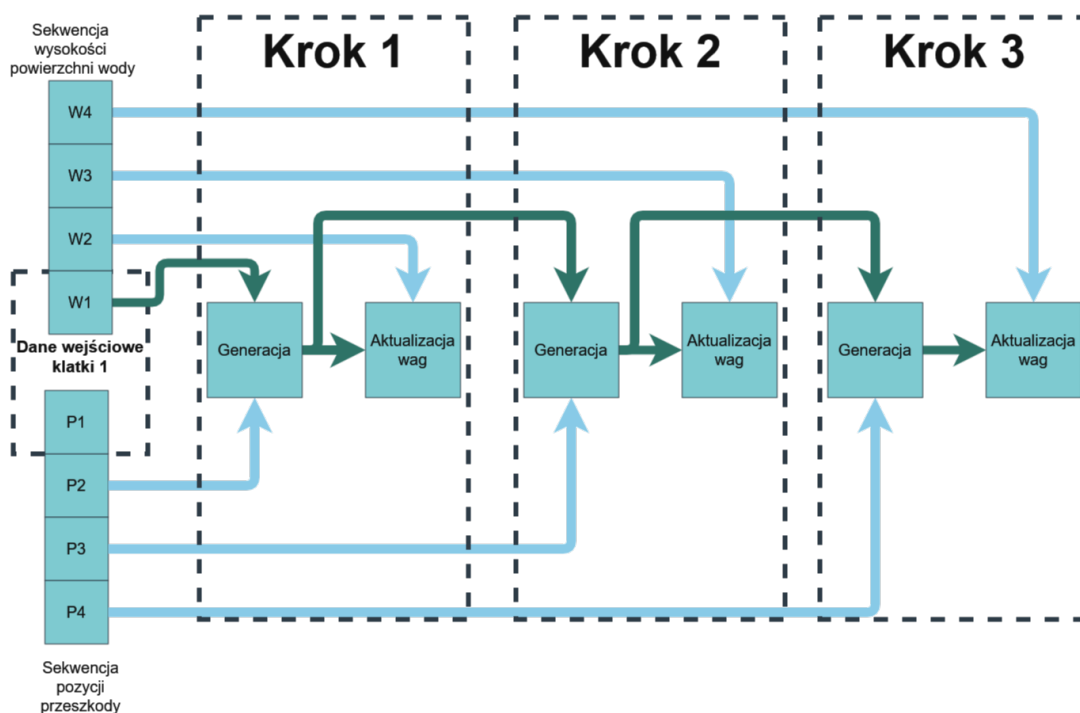 Sekwencja
wysokości
powierzchni wody
W4
W3
W2
W1
Dane wejściowe
klatki 1
P1
P2
P3
P4
Sekwencja
pozycji
przeszkody
Krok 1
Generacja
Aktualizacja
wag
Krok 2
Generacja
Aktualizacja
wag
Krok 3
Generacja
Aktualizacja
wag